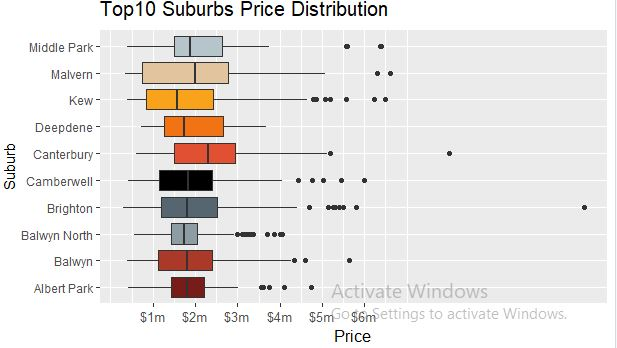 Top10 Suburbs Price Distribution
Suburb
Middle Park
Malvern
Kew
Deepdene
Canterbury
Camberwell
Brighton
Balwyn North
Balwyn
Albert Park
Activate Windows
Go to Settings to activate Windows.
$1m $2m $3m $4m $5m $6m
Price